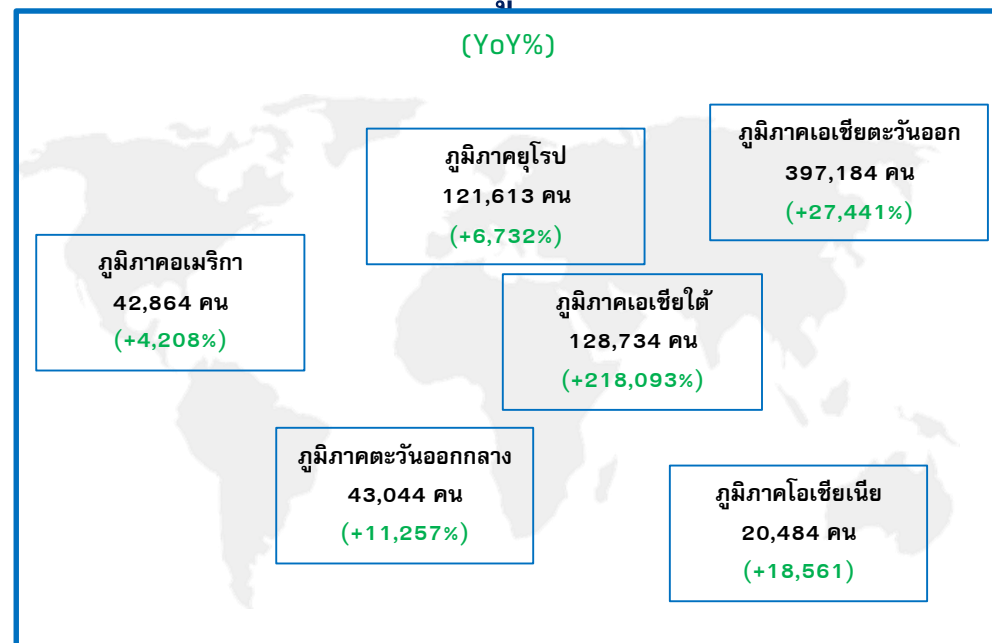 (YoY%)
ภูมิภาคเอเชียตะวันออก
397,184 คน
(+27,441%)
ภูมิภาคยุโรป
121,613 คน
(+6,732%)
ภูมิภาคอเมริกา
42,864 คน
(+4,208%)
ภูมิภาคเอเชียใต้
128,734 คน
(+218,093%)
ภูมิภาคตะวันออกกลาง
43,044 คน
(+11,257%)
ภูมิภาคโอเชียเนีย
20,484 คน
(+18,561)